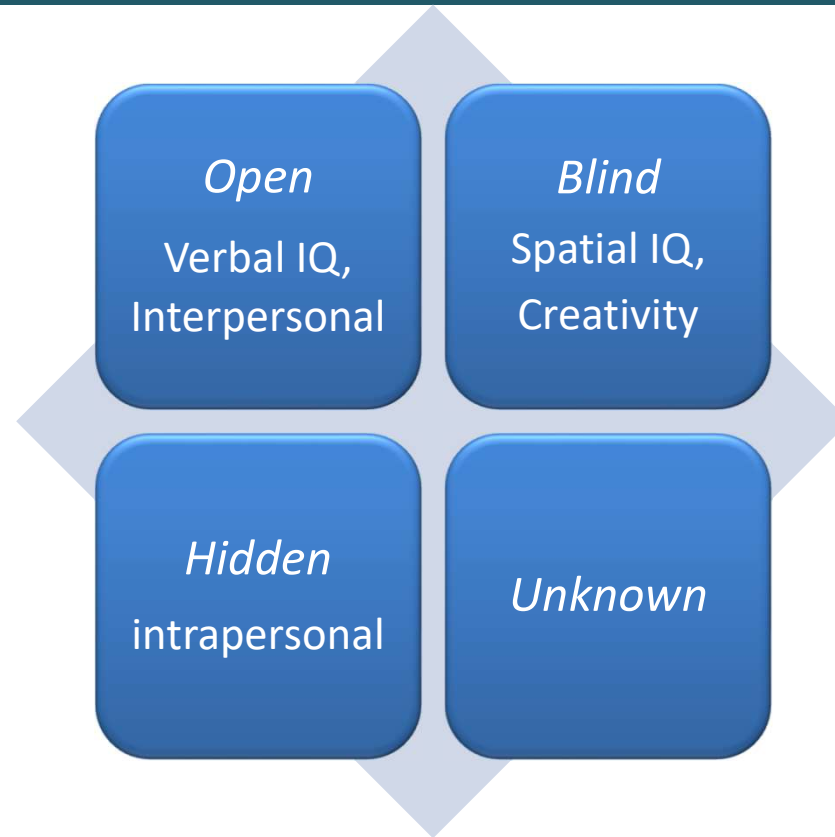 Open
Verbal IQ,
Interpersonal
Blind
Spatial IQ,
Creativity
Hidden
intrapersonal
Unknown